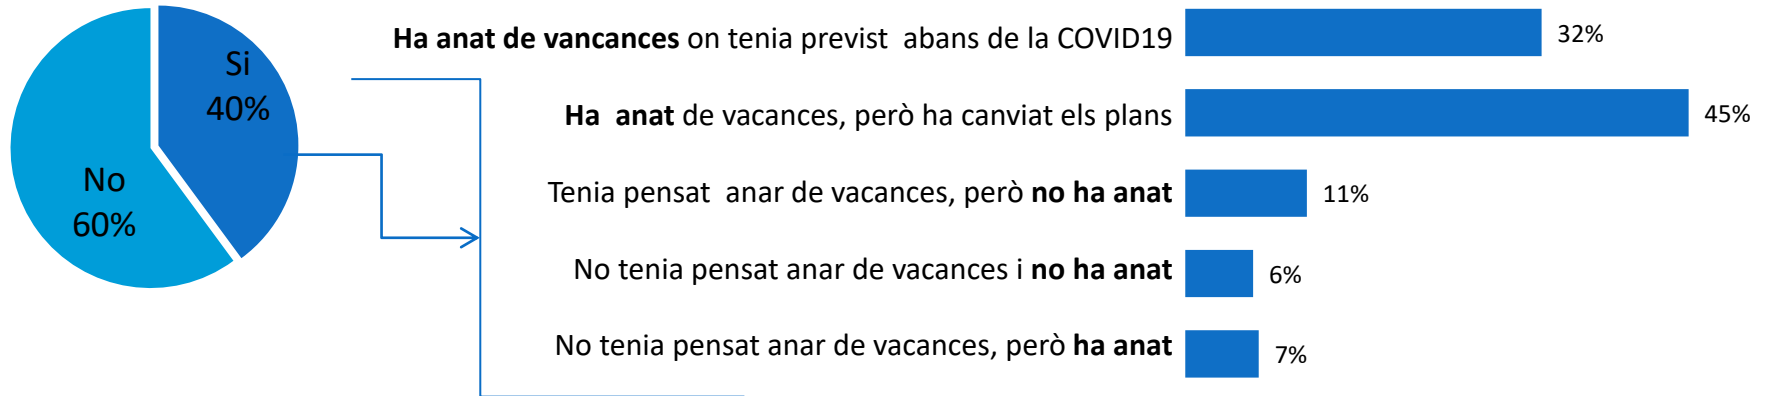 Si
40%
No
60%
Ha anat de vancances on tenia previst  abans de la COVID19
32%
Ha  anat de vacances, però ha canviat els plans
45%
Tenia pensat  anar de vacances, però no ha anat
11%
No tenia pensat anar de vacances i no ha anat
6%
No tenia pensat anar de vacances, però ha anat
7%